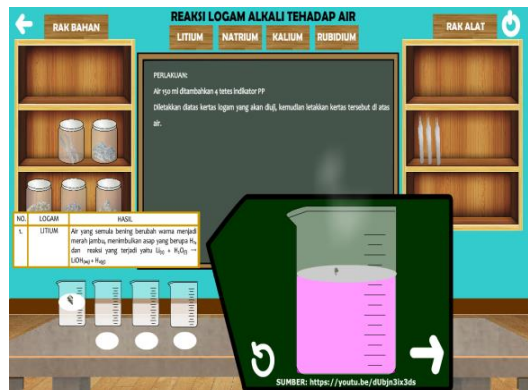 REAKSI LOGAM ALKALI TEHADAP AIR
RAK BAHAN
LITIUM
NATRIUM
KALIUM
RUBIDIUM
RAK ALAT
PERLAKUAN:
Air 150 ml ditambahkan 4 tetes indikator PP
Diletakkan diatas kertas logam yang akan diuji, kemudian letakkan kertas tersebut di atas
air.
NO. LOGAM HASIL
1. LITIUM Air yang semula bening berubah warna menjadi
merah jambu, menimbulkan asap yang berupa H₂,
dan reaksi yang terjadi yaitu Li(s) + H₂O(l) →
LiOH(aq) + H₂(g)
SUMBER: https://youtu.be/dUbjn3ix3ds